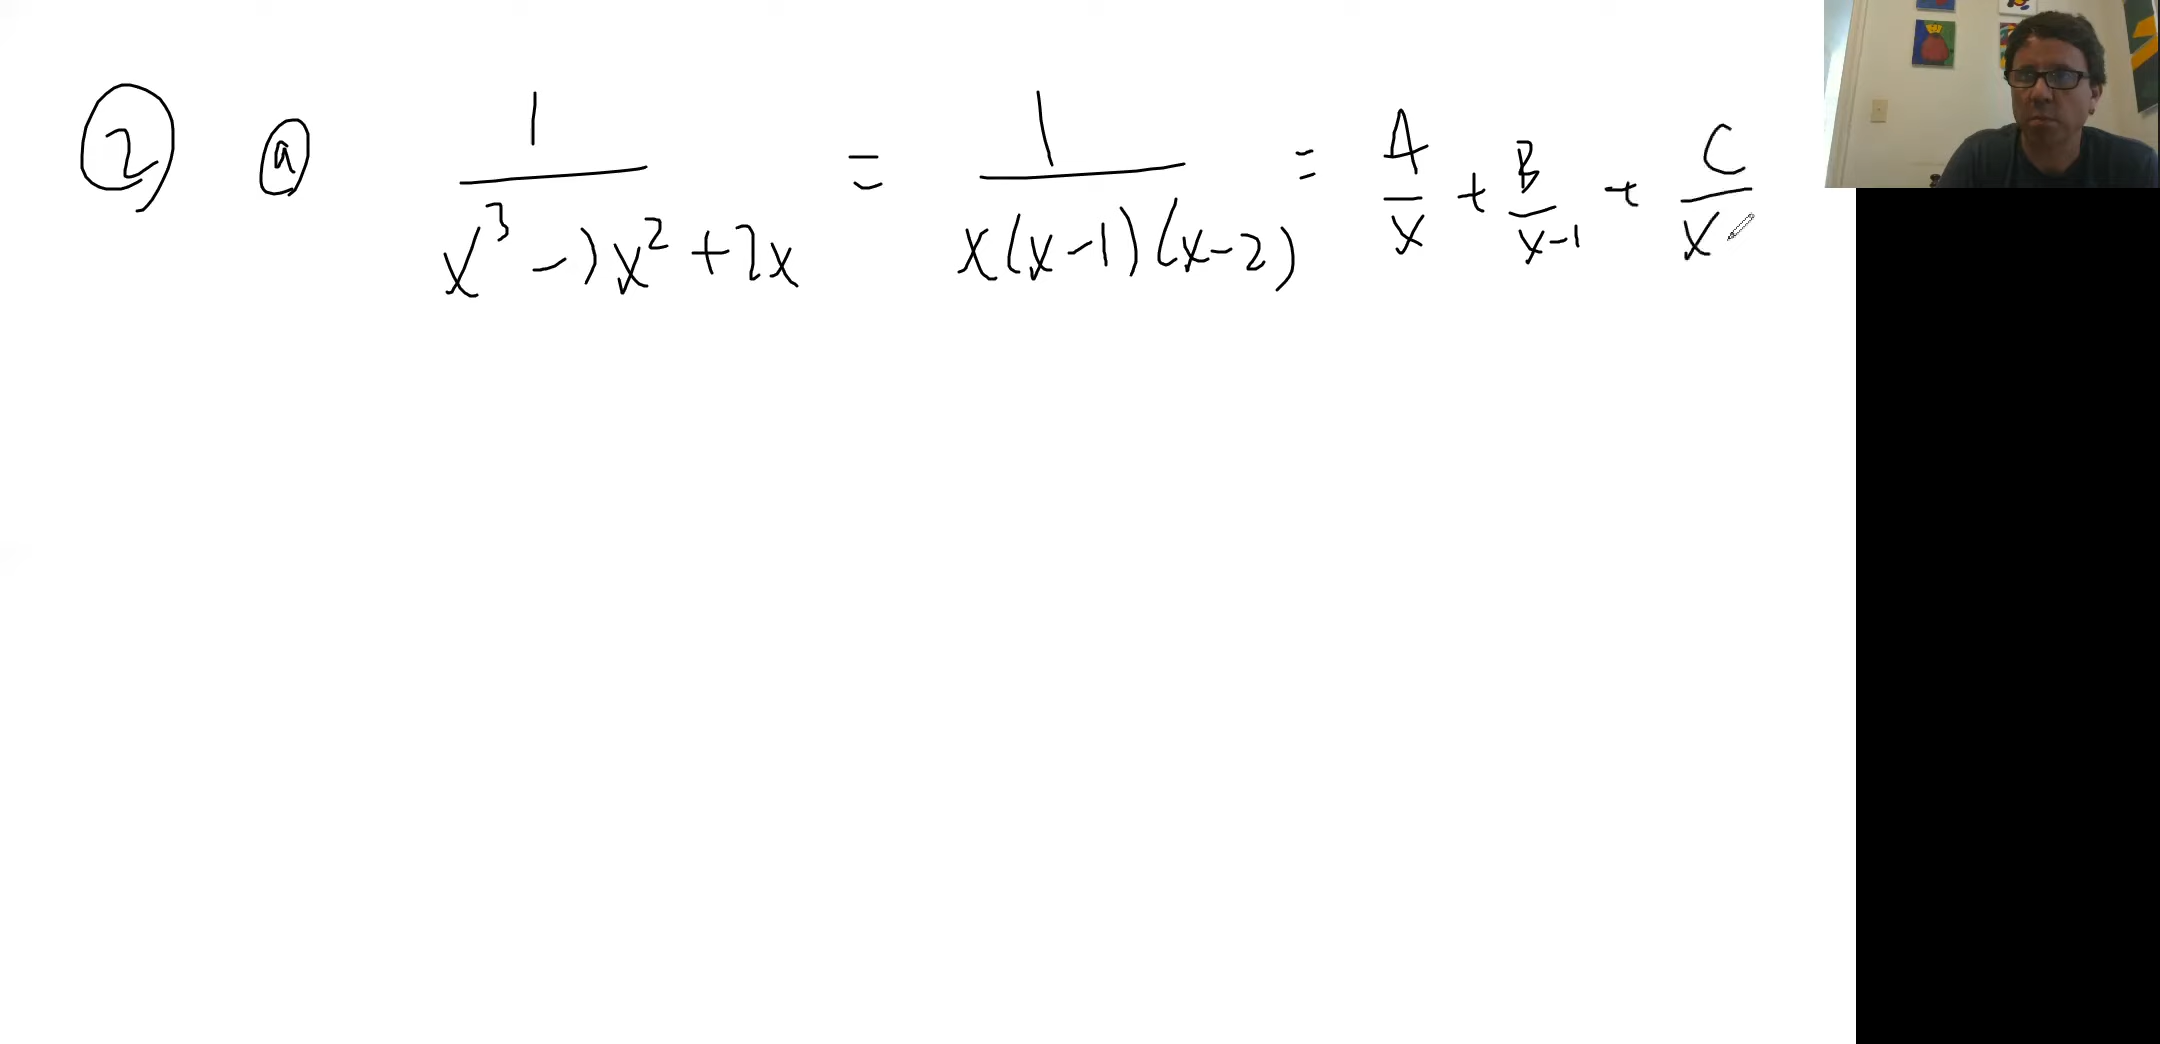 ② ⓐ 1/(x³ - 3x² + 2x) = 1/(x(x-1)(x-2)) = A/x + B/(x-1) + C/x